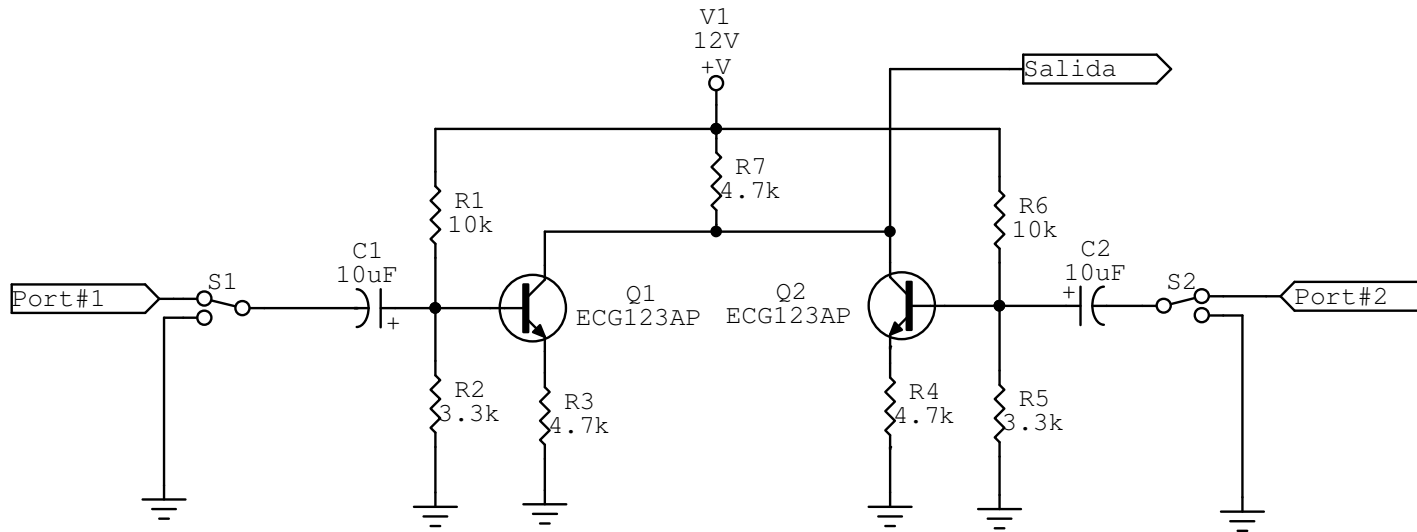 V1
12V
+V
Salida
R7
4.7k
R1
10k
R6
10k
C1
10uF
C2
10uF
S1
S2
Port#1
Port#2
+
+
Q1
ECG123AP
Q2
ECG123AP
R2
3.3k
R3
4.7k
R4
4.7k
R5
3.3k